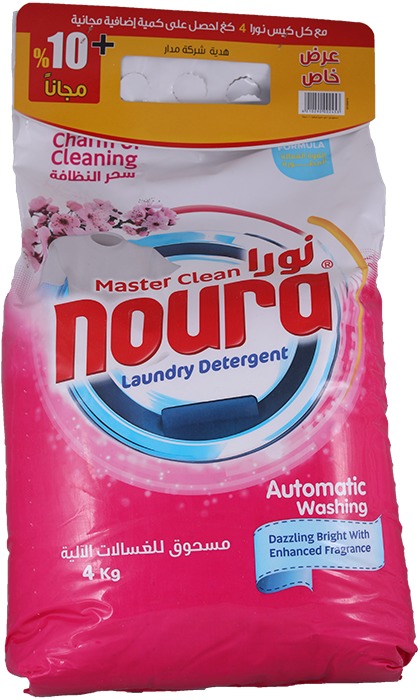 مع كل كيس نورا 4 كغ احصل على كمية إضافية مجانية
+10%
مجاناً
هدية شركة مدار
عرض
خاص
Charm of
Cleaning
سحر النظافة
FORMULA
Master Clean نورا
noura®
Laundry Detergent
Automatic
Washing
Dazzling Bright With
Enhanced Fragrance
مسحوق للغسالات الآلية
4 Kg